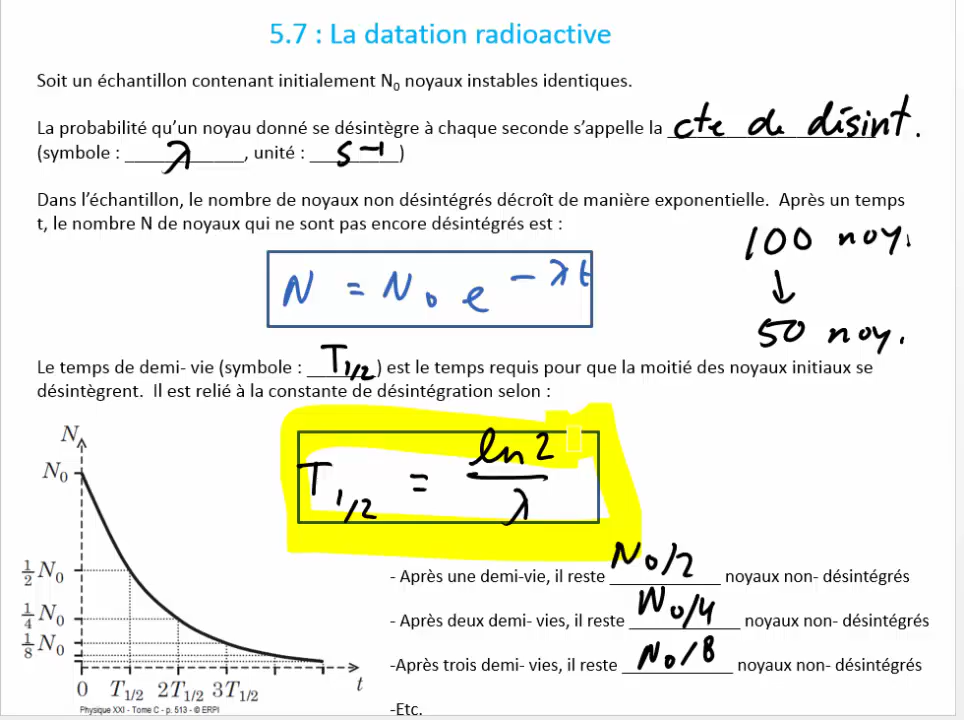 5.7 : La datation radioactive
Soit un échantillon contenant initialement N₀ noyaux instables identiques.
La probabilité qu'un noyau donné se désintègre à chaque seconde s'appelle la cte de désint.
(symbole : λ, unité : s⁻¹)
Dans l'échantillon, le nombre de noyaux non désintégrés décroît de manière exponentielle. Après un temps
t, le nombre N de noyaux qui ne sont pas encore désintégrés est :
100 noy.
↓
50 noy.
N = N₀ e^(-λt)
Le temps de demi- vie (symbole : T₁/₂) est le temps requis pour que la moitié des noyaux initiaux se
désintègrent. Il est relié à la constante de désintégration selon :
T₁/₂ = ln 2 / λ
N
N₀
1/2 N₀
1/4 N₀
1/8 N₀
0 T₁/₂ 2T₁/₂ 3T₁/₂ t
Physique XXI - Tome C - p. 513 - © ERPI
- Après une demi-vie, il reste N₀/2 noyaux non- désintégrés
- Après deux demi- vies, il reste N₀/4 noyaux non- désintégrés
-Après trois demi- vies, il reste N₀/8 noyaux non- désintégrés
-Etc.